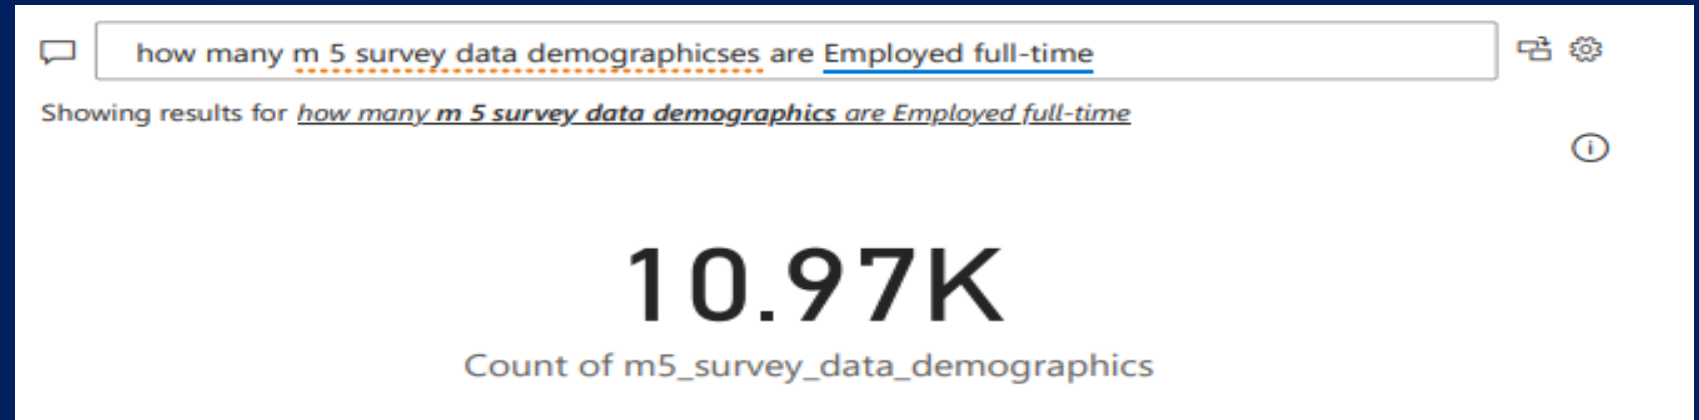 how many m 5 survey data demographicses are Employed full-time
Showing results for how many m 5 survey data demographics are Employed full-time
10.97K
Count of m5_survey_data_demographics